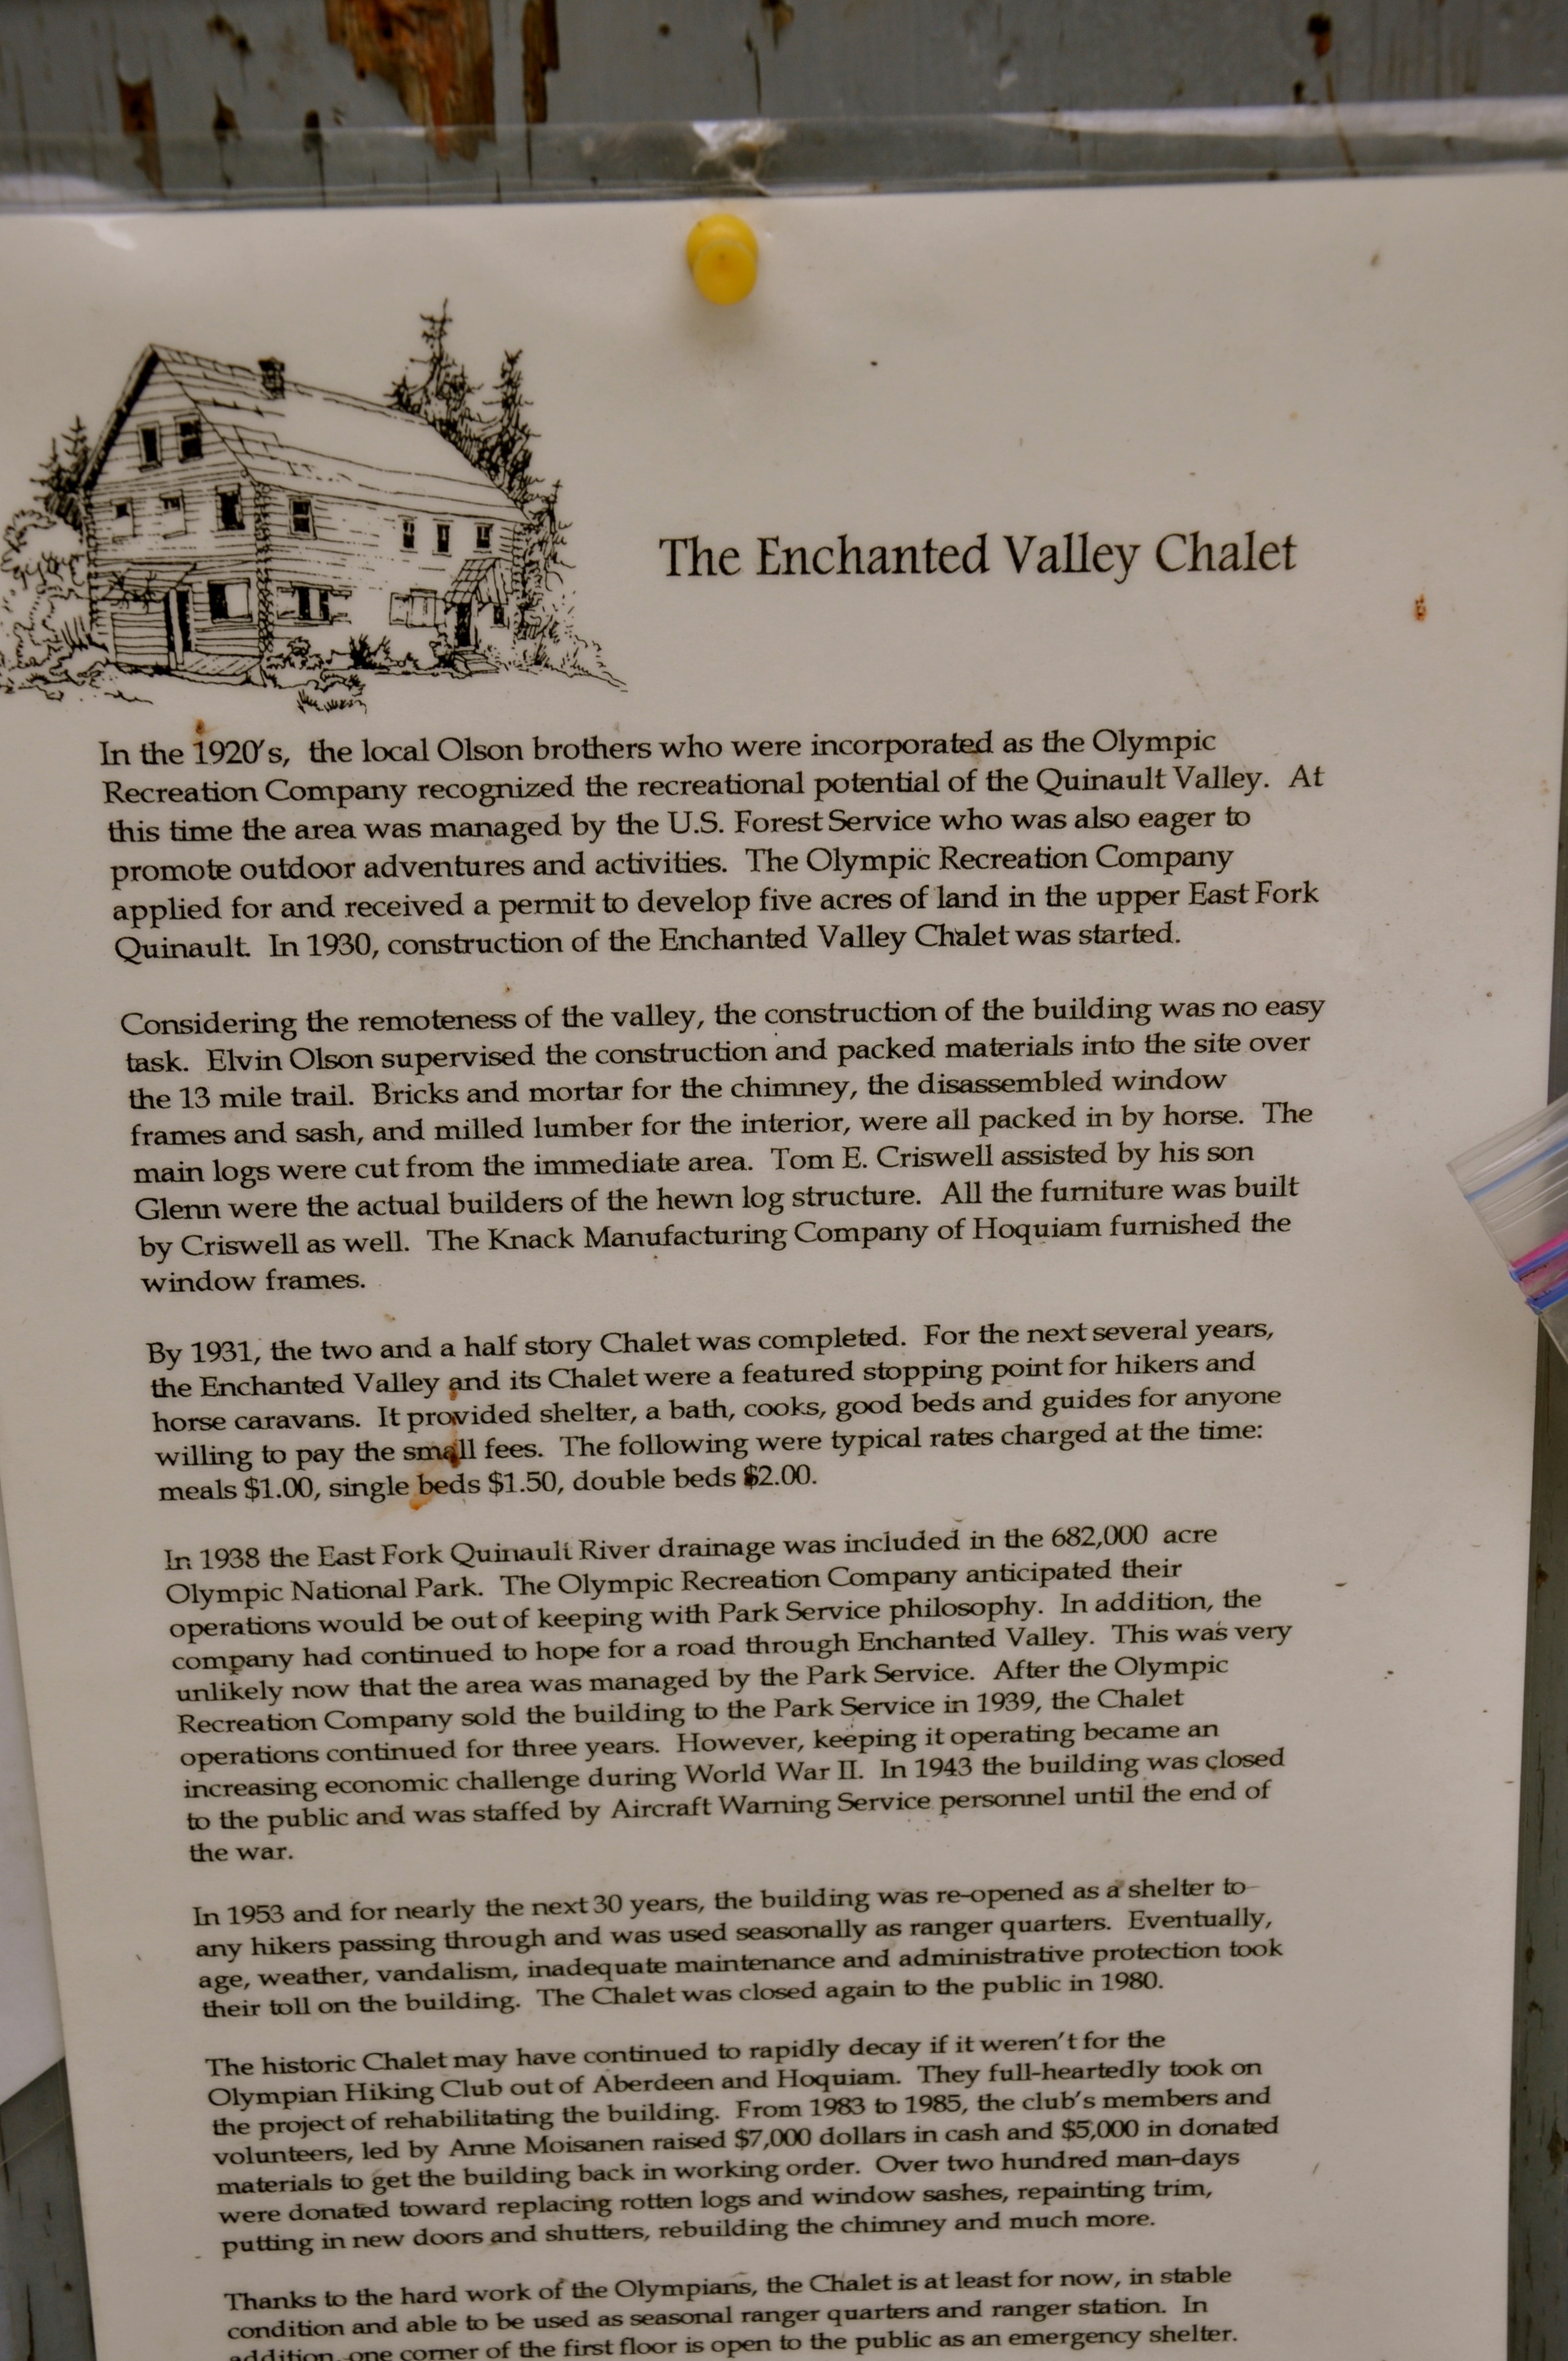 The Enchanted Valley Chalet
In the 1920's, the local Olson brothers who were incorporated as the Olympic
Recreation Company recognized the recreational potential of the Quinault Valley. At
this time the area was managed by the U.S. Forest Service who was also eager to
promote outdoor adventures and activities. The Olympic Recreation Company
applied for and received a permit to develop five acres of land in the upper East Fork
Quinault. In 1930, construction of the Enchanted Valley Chalet was started.
Considering the remoteness of the valley, the construction of the building was no easy
task. Elvin Olson supervised the construction and packed materials into the site over
the 13 mile trail. Bricks and mortar for the chimney, the disassembled window
frames and sash, and milled lumber for the interior, were all packed in by horse. The
main logs were cut from the immediate area. Tom E. Criswell assisted by his son
Glenn were the actual builders of the hewn log structure. All the furniture was built
by Criswell as well. The Knack Manufacturing Company of Hoquiam furnished the
window frames.
By 1931, the two and a half story Chalet was completed. For the next several years,
the Enchanted Valley and its Chalet were a featured stopping point for hikers and
horse caravans. It provided shelter, a bath, cooks, good beds and guides for anyone
willing to pay the small fees. The following were typical rates charged at the time:
meals $1.00, single beds $1.50, double beds $2.00.
In 1938 the East Fork Quinault River drainage was included in the 682,000 acre
Olympic National Park. The Olympic Recreation Company anticipated their
operations would be out of keeping with Park Service philosophy. In addition, the
company had continued to hope for a road through Enchanted Valley. This was very
unlikely now that the area was managed by the Park Service. After the Olympic
Recreation Company sold the building to the Park Service in 1939, the Chalet
operations continued for three years. However, keeping it operating became an
increasing economic challenge during World War II. In 1943 the building was closed
to the public and was staffed by Aircraft Warning Service personnel until the end of
the war.
In 1953 and for nearly the next 30 years, the building was re-opened as a shelter to
any hikers passing through and was used seasonally as ranger quarters. Eventually,
age, weather, vandalism, inadequate maintenance and administrative protection took
their toll on the building. The Chalet was closed again to the public in 1980.
The historic Chalet may have continued to rapidly decay if it weren't for the
Olympian Hiking Club out of Aberdeen and Hoquiam. They full-heartedly took on
the project of rehabilitating the building. From 1983 to 1985, the club's members and
volunteers, led by Anne Moisanen raised $7,000 dollars in cash and $5,000 in donated
materials to get the building back in working order. Over two hundred man-days
were donated toward replacing rotten logs and window sashes, repainting trim,
putting in new doors and shutters, rebuilding the chimney and much more.
Thanks to the hard work of the Olympians, the Chalet is at least for now, in stable
condition and able to be used as seasonal ranger quarters and ranger station. In
addition, one corner of the first floor is open to the public as an emergency shelter.